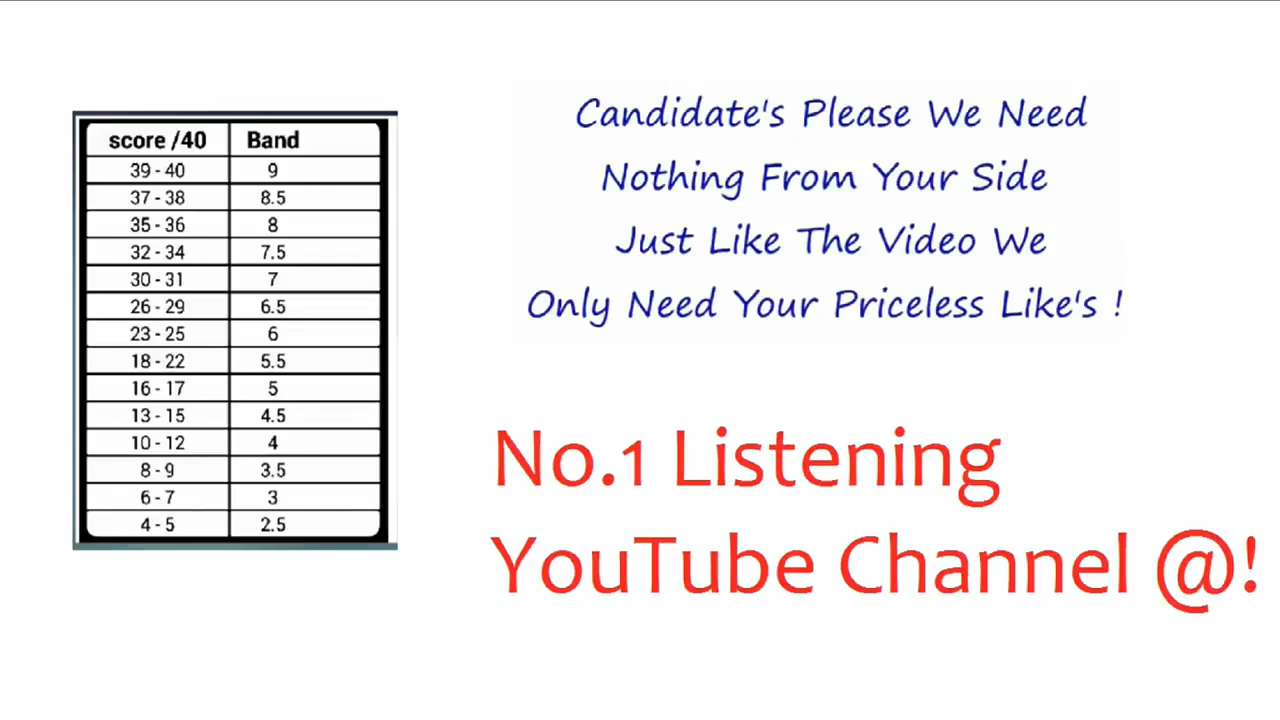 score /40 Band
39 - 40 9
37 - 38 8.5
35 - 36 8
32 - 34 7.5
30 - 31 7
26 - 29 6.5
23 - 25 6
18 - 22 5.5
16 - 17 5
13 - 15 4.5
10 - 12 4
8 - 9 3.5
6 - 7 3
4 - 5 2.5
Candidate's Please We Need
Nothing From Your Side
Just Like The Video We
Only Need Your Priceless Like's !
No.1 Listening
YouTube Channel @!